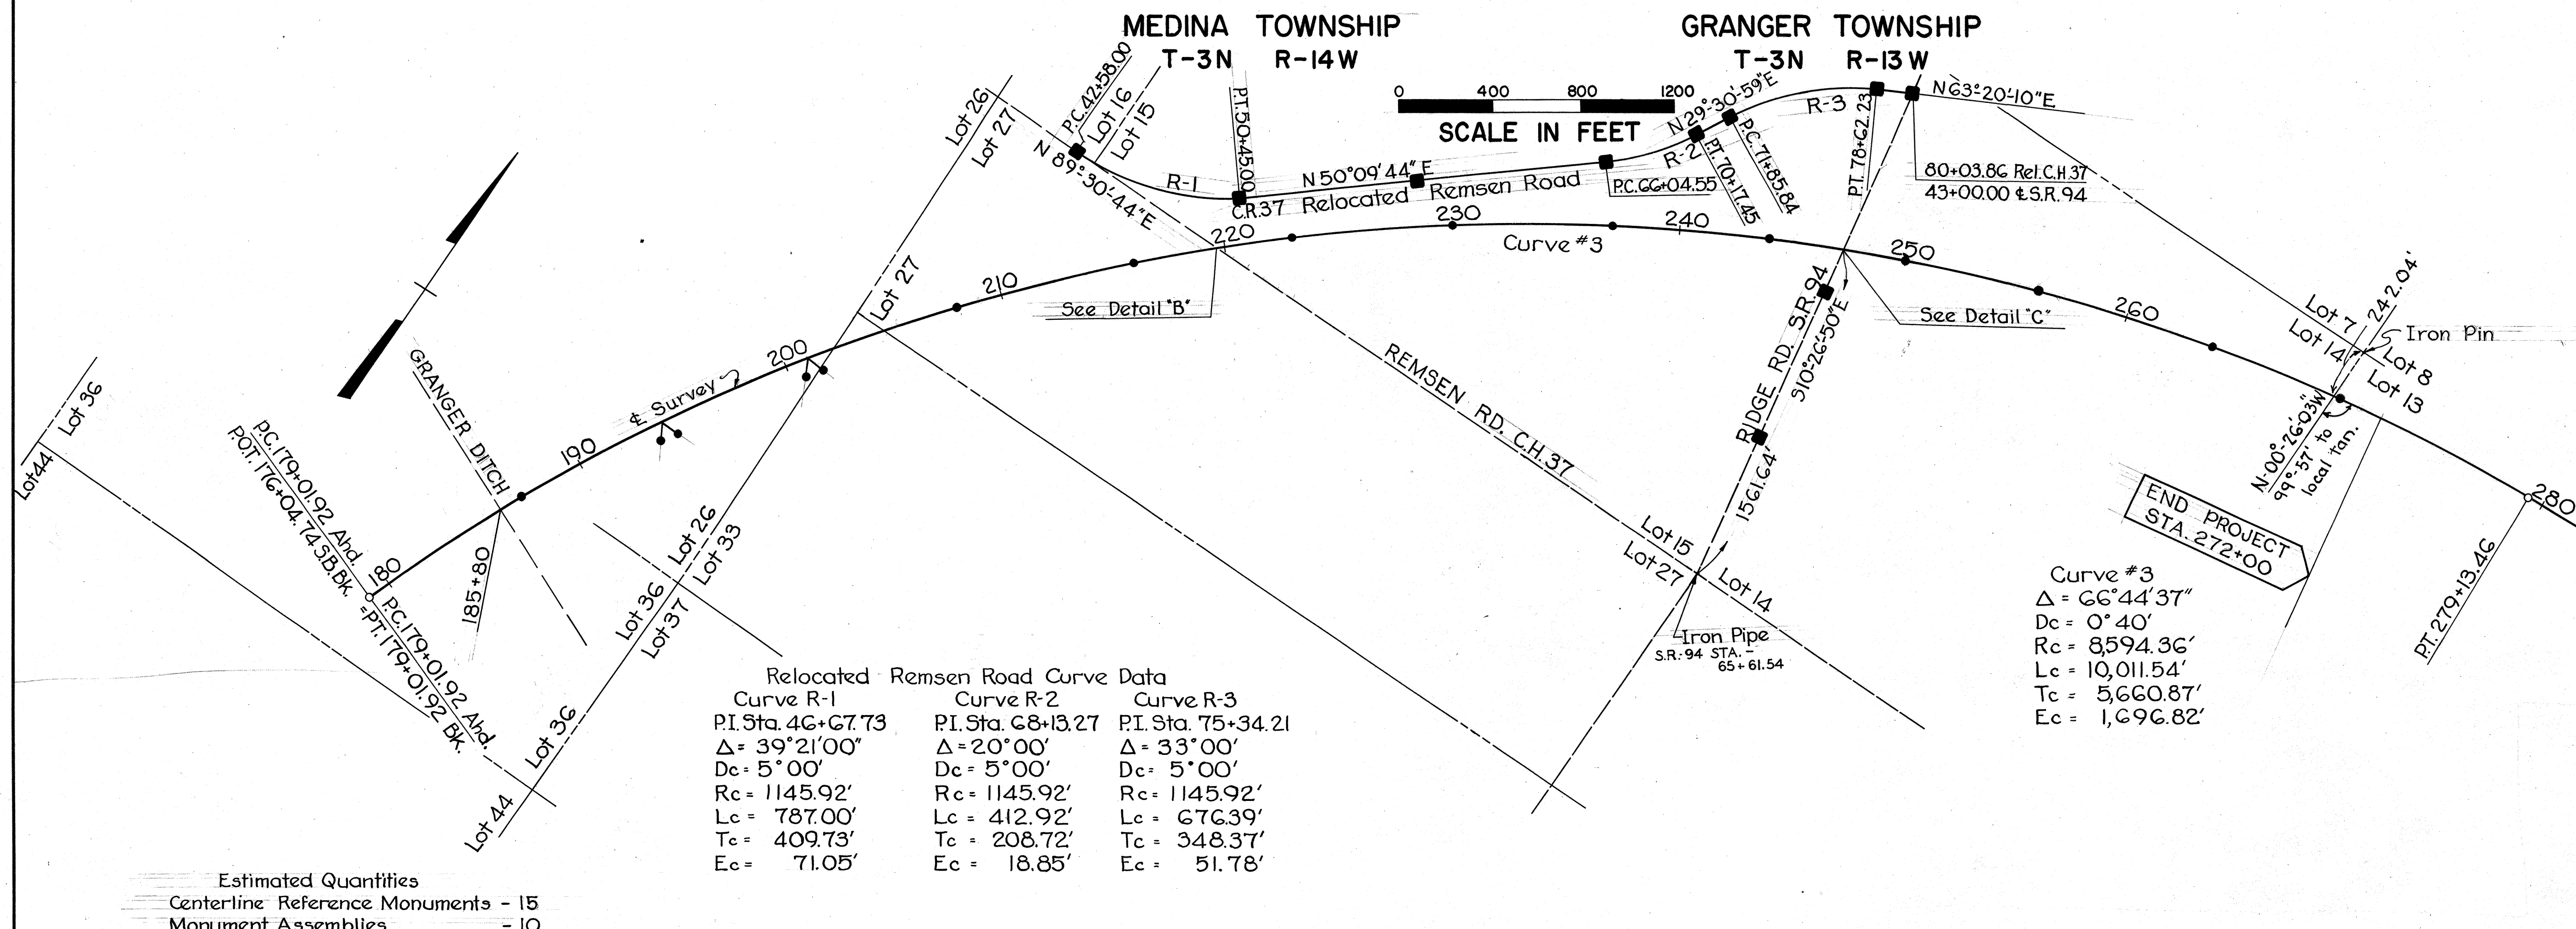 MEDINA TOWNSHIP
T-3N R-14W
GRANGER TOWNSHIP
T-3N R-13W
0 400 800 1200
SCALE IN FEET
Lot 26
Lot 27
P.C. 42+58.00
Lot 16
Lot 15
N 89°-30'-44"E
R-1
P.T. 50+45.00
C.R.37 Relocated Remsen Road
N 50°09'44"E
P.C. 66+04.55
R-2
N 29°-30'-59"E
P.T. 70+17.45
P.C. 71+85.84
R-3
P.T. 78+62.23
N 63°-20'-10"E
80+03.86 Rel. C.H.37
43+00.00 ℄ S.R.94
220
230
240
250
260
280
Curve #3
210
200
190
180
Lot 27
See Detail "B"
See Detail "C"
℄ Survey
GRANGER DITCH
185+80
Lot 36
Lot 44
P.C. 179+01.92 Ahd.
P.O.T. 176+04.74 S.B. Bk.
P.C. 179+01.92 Ahd.
=P.T. 179+01.92 Bk.
Lot 26
Lot 33
Lot 36
Lot 37
Lot 36
Lot 44
REMSEN RD. C.H.37
RIDGE RD. S.R.94
S10°-26'-50"E
1561.64'
Lot 15
Lot 27
Lot 14
Iron Pipe
S.R.-94 STA.-
65+61.54
Lot 7
Lot 14
242.04'
Iron Pin
Lot 8
Lot 13
N-00°-26'-03"W
99°-57' to
local tan.
END PROJECT
STA. 272+00
P.T. 279+13.46
Curve #3
Δ = 66°44'37"
Dc = 0°40'
Rc = 8,594.36'
Lc = 10,011.54'
Tc = 5,660.87'
Ec = 1,696.82'
Relocated Remsen Road Curve Data
Curve R-1 Curve R-2 Curve R-3
P.I. Sta. 46+67.73 P.I. Sta. 68+13.27 P.I. Sta. 75+34.21
Δ= 39°21'00" Δ=20°00' Δ= 33°00'
Dc= 5°00' Dc= 5°00' Dc= 5°00'
Rc= 1145.92' Rc= 1145.92' Rc= 1145.92'
Lc = 787.00' Lc = 412.92' Lc = 676.39'
Tc = 409.73' Tc = 208.72' Tc = 348.37'
Ec = 71.05' Ec = 18.85' Ec = 51.78'
Estimated Quantities
Centerline Reference Monuments - 15
Monument Assemblies - 10